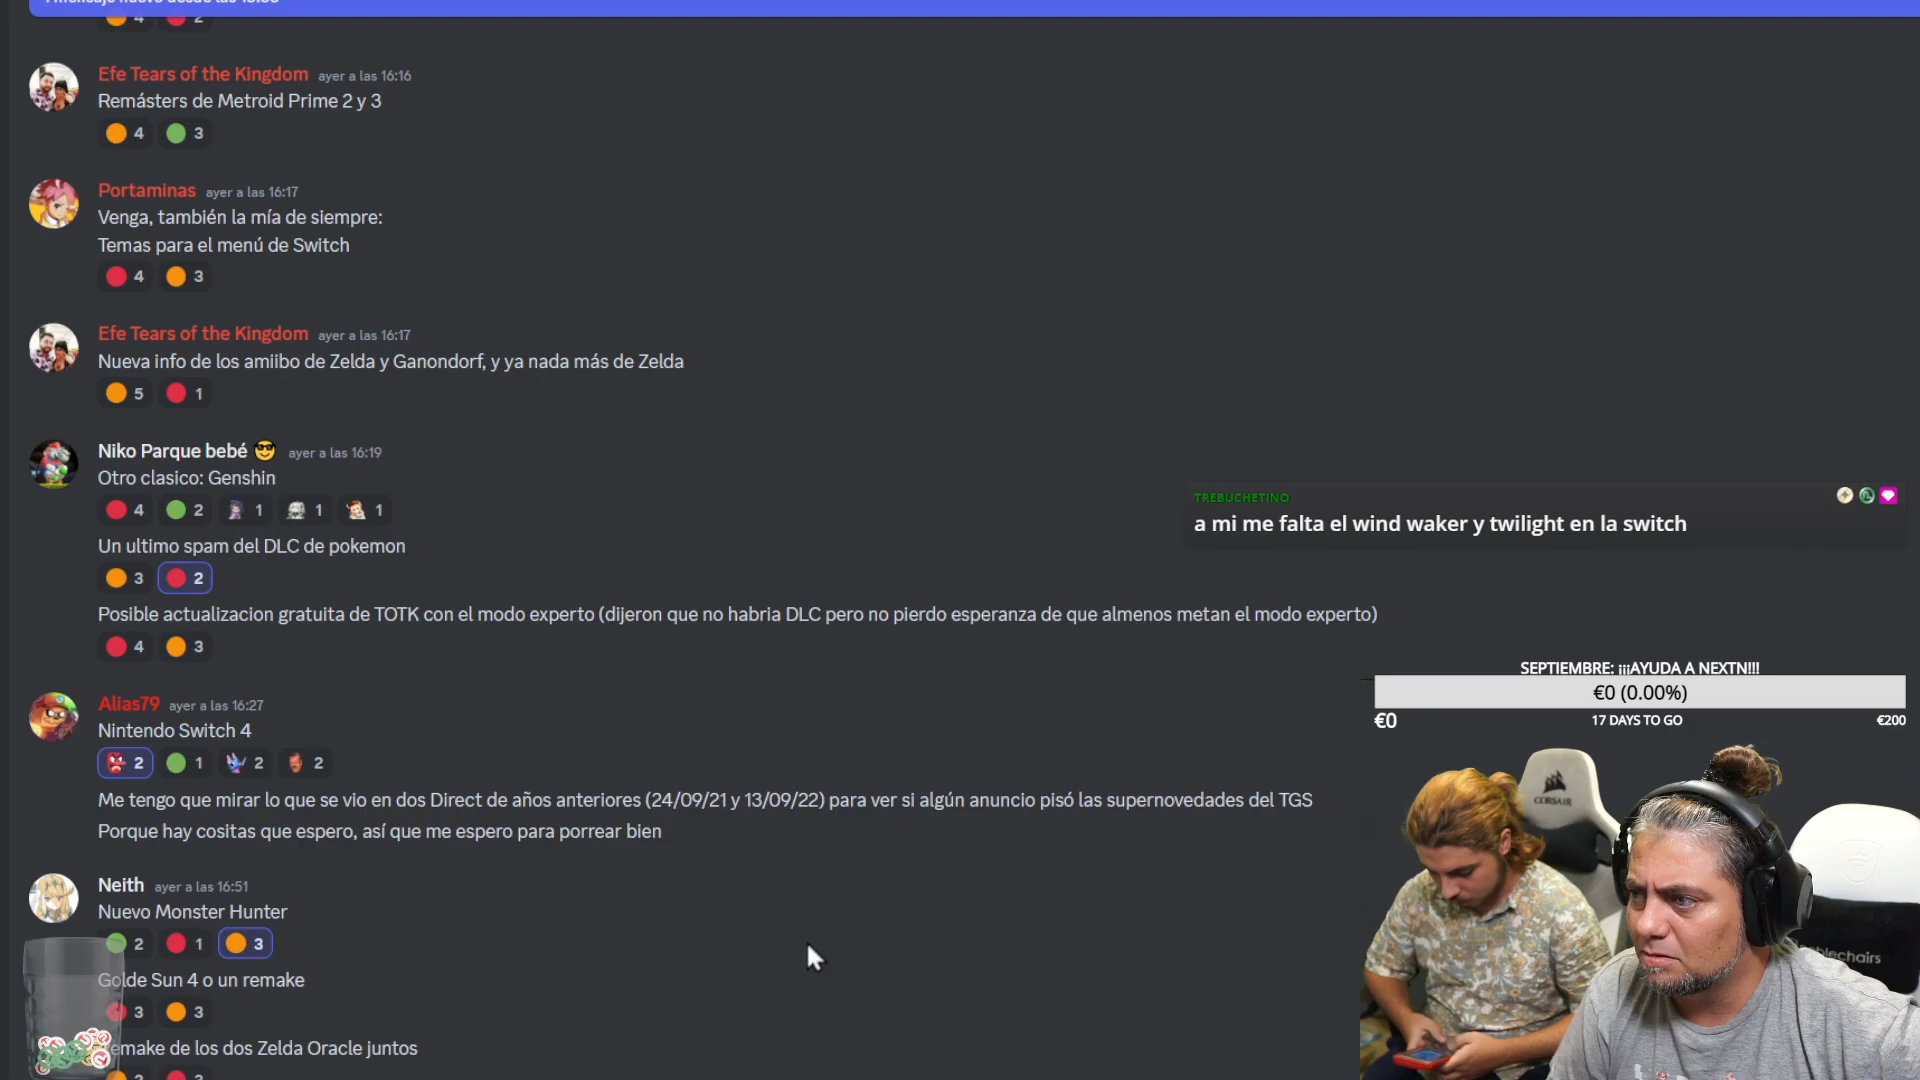 4 2
Efe Tears of the Kingdom ayer a las 16:16
Remásters de Metroid Prime 2 y 3
4 3
Portaminas ayer a las 16:17
Venga, también la mía de siempre:
Temas para el menú de Switch
4 3
Efe Tears of the Kingdom ayer a las 16:17
Nueva info de los amiibo de Zelda y Ganondorf, y ya nada más de Zelda
5 1
Niko Parque bebé 😎 ayer a las 16:19
Otro clasico: Genshin
4 2 1 1 1
TREBUCHETINO
a mi me falta el wind waker y twilight en la switch
Un ultimo spam del DLC de pokemon
3 2
Posible actualizacion gratuita de TOTK con el modo experto (dijeron que no habria DLC pero no pierdo esperanza de que almenos metan el modo experto)
4 3
SEPTIEMBRE: ¡¡¡AYUDA A NEXTN!!!
€0 (0.00%)
€0 17 DAYS TO GO €200
Alias79 ayer a las 16:27
Nintendo Switch 4
2 1 2 2
Me tengo que mirar lo que se vio en dos Direct de años anteriores (24/09/21 y 13/09/22) para ver si algún anuncio pisó las supernovedades del TGS
Porque hay cositas que espero, así que me espero para porrear bien
CORSAIR
Neith ayer a las 16:51
Nuevo Monster Hunter
2 1 3
Golde Sun 4 o un remake
3 3
emake de los dos Zelda Oracle juntos